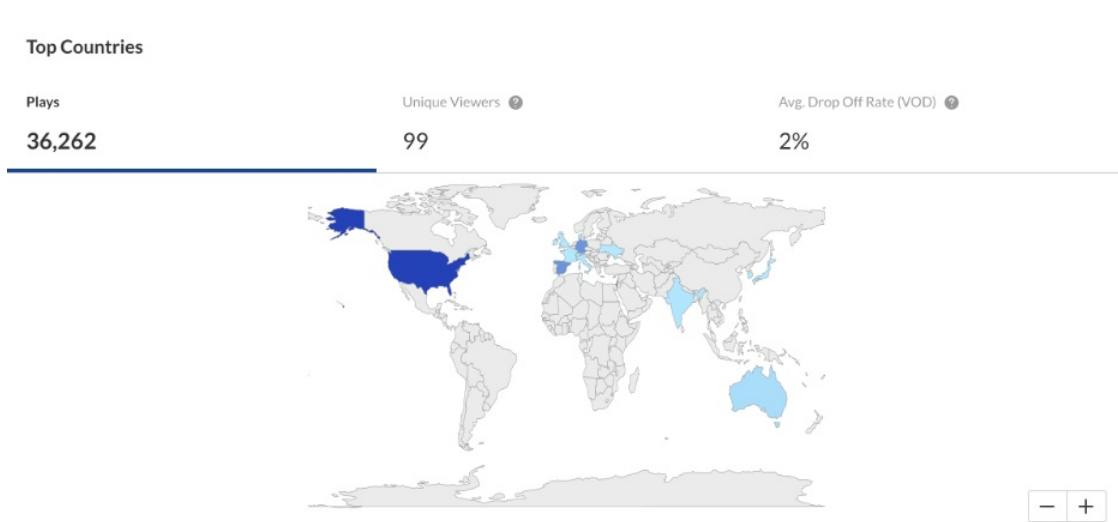 Top Countries
Plays
Unique Viewers ?
Avg. Drop Off Rate (VOD) ?
36,262
99
2%